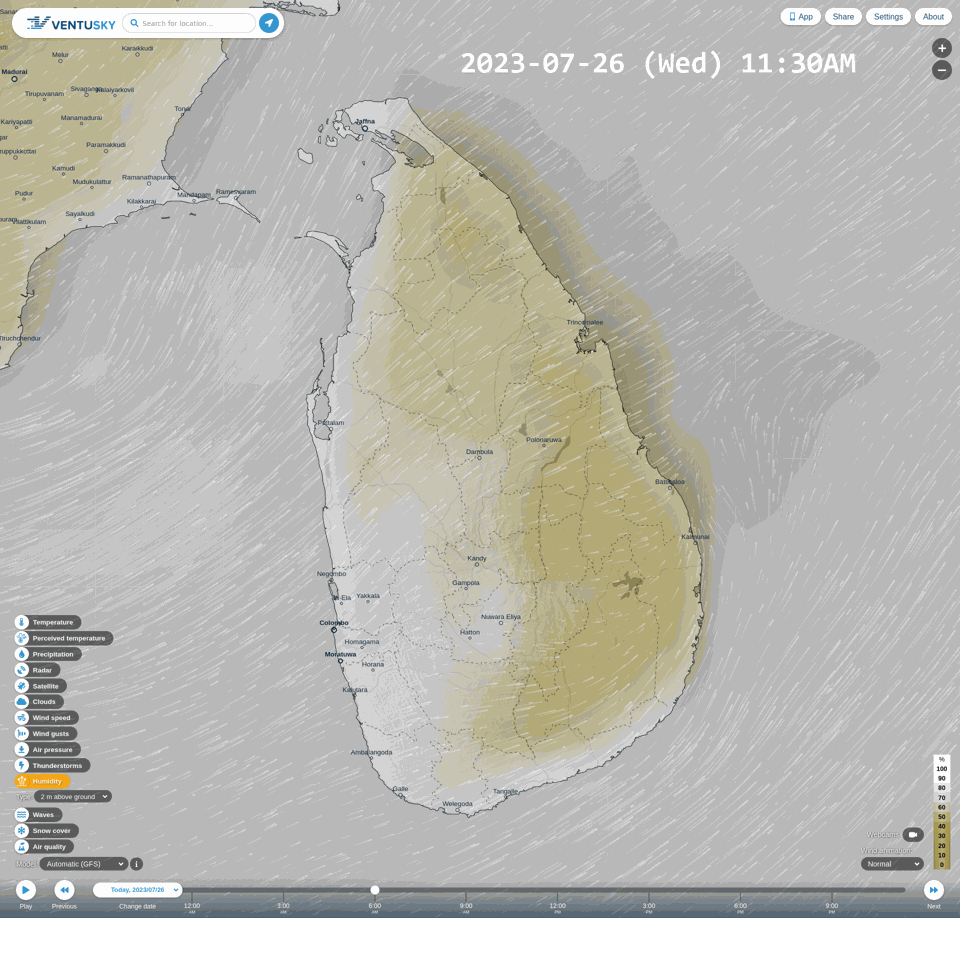 VENTUSKY
Search for location...
App
Share
Settings
About
2023-07-26 (Wed) 11:30AM
+
−
Karaikkudi
Melur
Madurai
Tirupuvanam
Manamadurai
Tondi
Kariyapatti
Paramakkudi
Kamudi
Mudukulattur
Ramanathapuram
Pudur
Kilakkaraj
Mandapam
Rameshwaram
Sayalkudi
Tiruchchendur
Jaffna
Trincomalee
Puttalam
Dambula
Polonaruwa
Batticaloa
Kalmunai
Kandy
Gampola
Negombo
Ja-Ela
Yakkala
Nuwara Eliya
Colombo
Hatton
Homagama
Moratuwa
Horana
Kalutara
Ambalangoda
Galle
Welegoda
Tangalle
Temperature
Perceived temperature
Precipitation
Radar
Satellite
Clouds
Wind speed
Wind gusts
Air pressure
Thunderstorms
Humidity
Type 2 m above ground
Waves
Snow cover
Air quality
Model Automatic (GFS)
i
%
100
90
80
70
60
50
40
30
20
10
0
Webcams
Wind animation:
Normal
Play
Previous
Today, 2023/07/26
Change date
12:00 AM
3:00 AM
6:00 AM
9:00 AM
12:00 PM
3:00 PM
6:00 PM
9:00 PM
Next